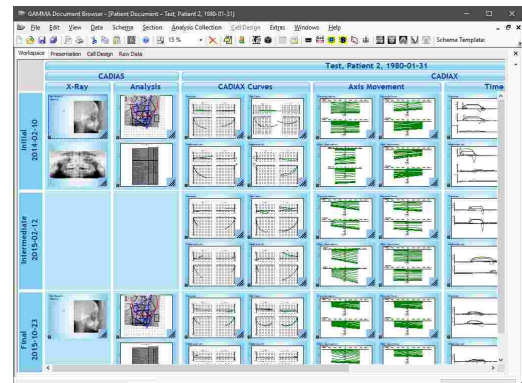 GAMMA Document Browser - [Patient Document - Test, Patient 2, 1980-01-31]
File Edit View Data Scheme Section Analysis Collection Cell Design Extras Windows Help
15 % Schema Template:
Workspace Presentation Cell Design Raw Data
Test, Patient 2, 1980-01-31
CADIAS CADIAX
X-Ray Analysis CADIAX Curves Axis Movement Time
Initial
2014-02-10
Intermediate
2015-02-12
Final
2015-10-23